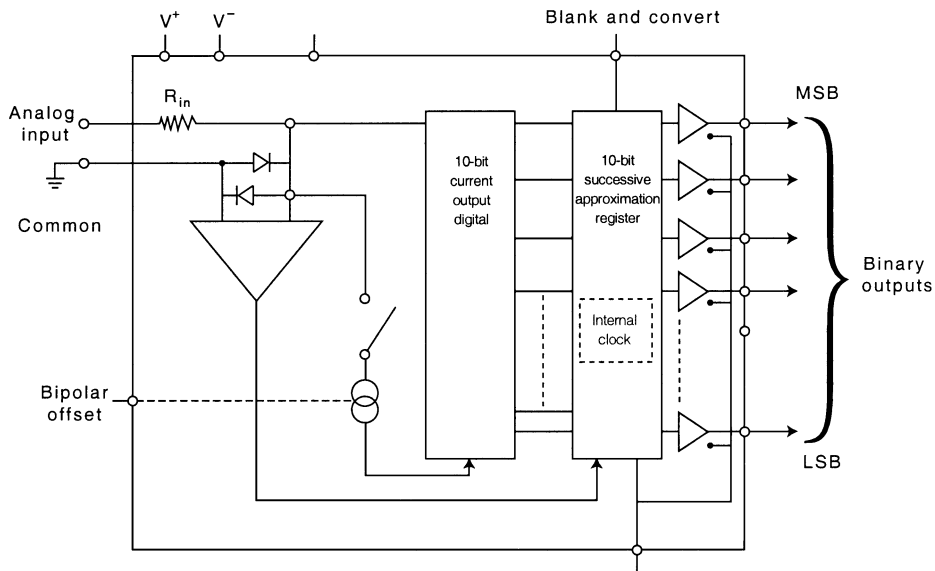 V+ V−
Blank and convert
Analog
input
Rin
MSB
10-bit
current
output
digital
10-bit
successive
approximation
register
Common
Binary
outputs
Internal
clock
Bipolar
offset
LSB